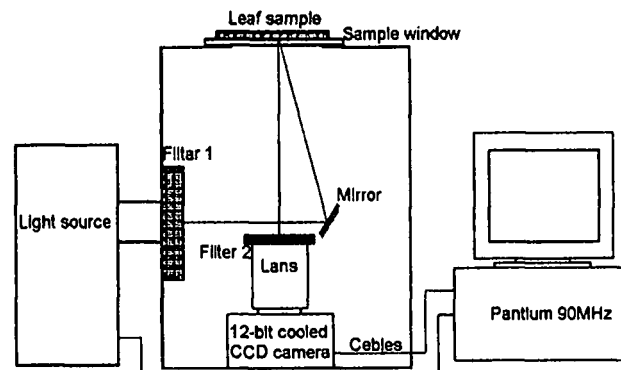 Leaf sample
Sample window
Filtar 1
Mirror
Light source
Filter 2
Lans
12-bit cooled
CCD camera
Cebles
Pantium 90MHz